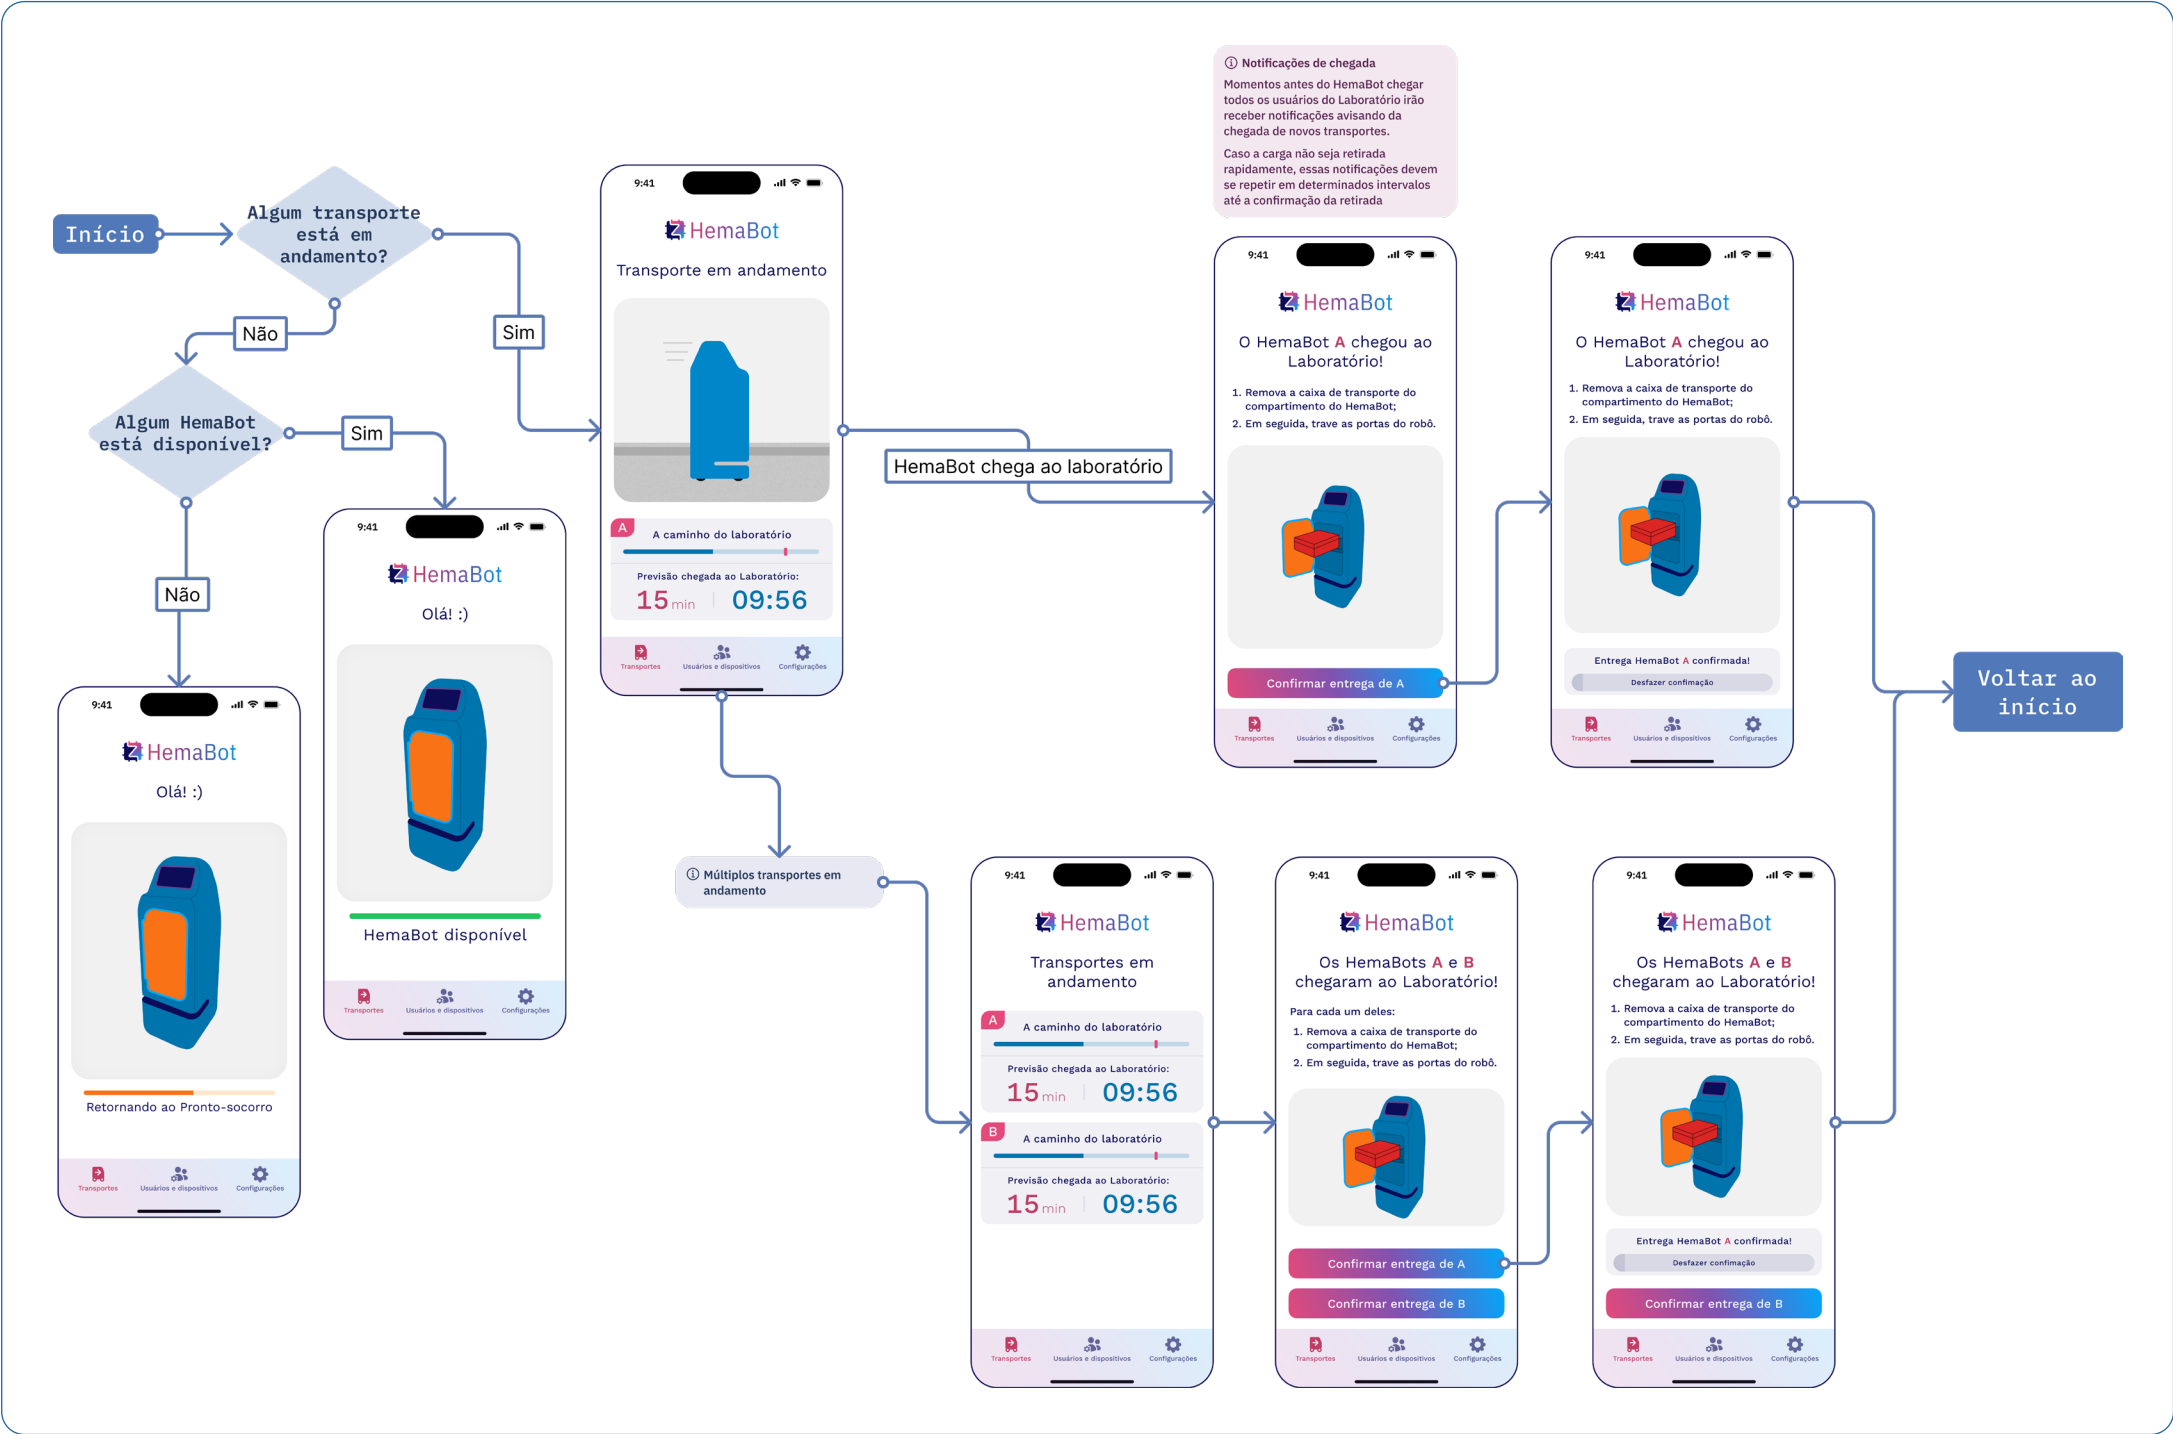 Início
Algum transporte
está em
andamento?
Não
Sim
Algum HemaBot
está disponível?
Sim
Não
9:41
HemaBot
Olá! :)
Retornando ao Pronto-socorro
Transportes
Usuários e dispositivos
Configurações
9:41
HemaBot
Olá! :)
HemaBot disponível
Transportes
Usuários e dispositivos
Configurações
9:41
HemaBot
Transporte em andamento
A
A caminho do laboratório
Previsão chegada ao Laboratório:
15 min
09:56
Transportes
Usuários e dispositivos
Configurações
HemaBot chega ao laboratório
Notificações de chegada
Momentos antes do HemaBot chegar
todos os usuários do Laboratório irão
receber notificações avisando da
chegada de novos transportes.
Caso a carga não seja retirada
rapidamente, essas notificações devem
se repetir em determinados intervalos
até a confirmação da retirada
9:41
HemaBot
O HemaBot A chegou ao
Laboratório!
1. Remova a caixa de transporte do
compartimento do HemaBot;
2. Em seguida, trave as portas do robô.
Confirmar entrega de A
Transportes
Usuários e dispositivos
Configurações
9:41
HemaBot
O HemaBot A chegou ao
Laboratório!
1. Remova a caixa de transporte do
compartimento do HemaBot;
2. Em seguida, trave as portas do robô.
Entrega HemaBot A confirmada!
Desfazer confimação
Transportes
Usuários e dispositivos
Configurações
Voltar ao
início
Múltiplos transportes em
andamento
9:41
HemaBot
Transportes em
andamento
A
A caminho do laboratório
Previsão chegada ao Laboratório:
15 min
09:56
B
A caminho do laboratório
Previsão chegada ao Laboratório:
15 min
09:56
Transportes
Usuários e dispositivos
Configurações
9:41
HemaBot
Os HemaBots A e B
chegaram ao Laboratório!
Para cada um deles:
1. Remova a caixa de transporte do
compartimento do HemaBot;
2. Em seguida, trave as portas do robô.
Confirmar entrega de A
Confirmar entrega de B
Transportes
Usuários e dispositivos
Configurações
9:41
HemaBot
Os HemaBots A e B
chegaram ao Laboratório!
1. Remova a caixa de transporte do
compartimento do HemaBot;
2. Em seguida, trave as portas do robô.
Entrega HemaBot A confirmada!
Desfazer confimação
Confirmar entrega de B
Transportes
Usuários e dispositivos
Configurações